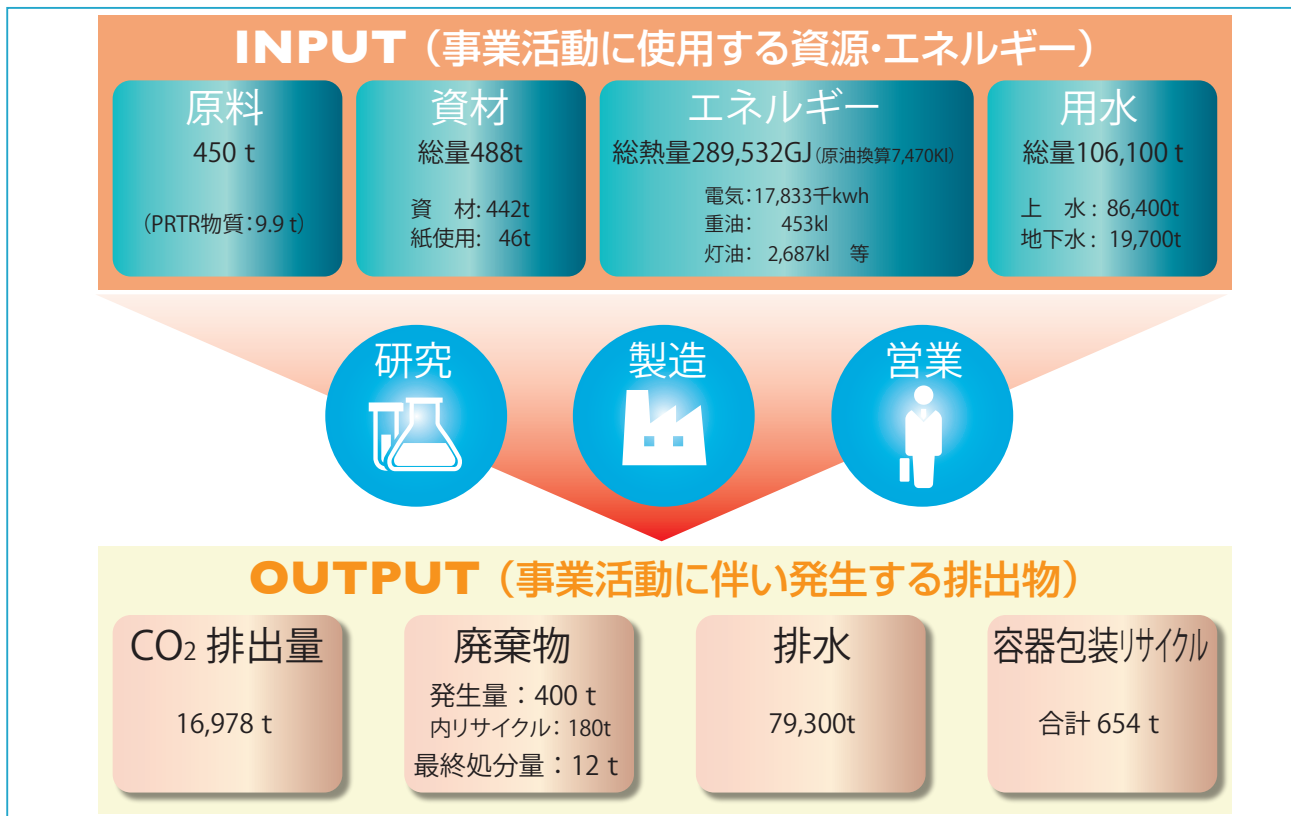 INPUT（事業活動に使用する資源・エネルギー）
原料
450 t
(PRTR物質：9.9 t)
資材
総量488t
資　材: 442t
紙使用: 46t
エネルギー
総熱量289,532GJ (原油換算7,470Kl)
電気：17,833千kwh
重油： 453kl
灯油： 2,687kl 等
用水
総量106,100 t
上　水 : 86,400t
地下水 : 19,700t
研究
製造
営業
OUTPUT（事業活動に伴い発生する排出物）
CO₂ 排出量
16,978 t
廃棄物
発生量：400 t
内リサイクル：180t
最終処分量：12 t
排水
79,300t
容器包装リサイクル
合計 654 t